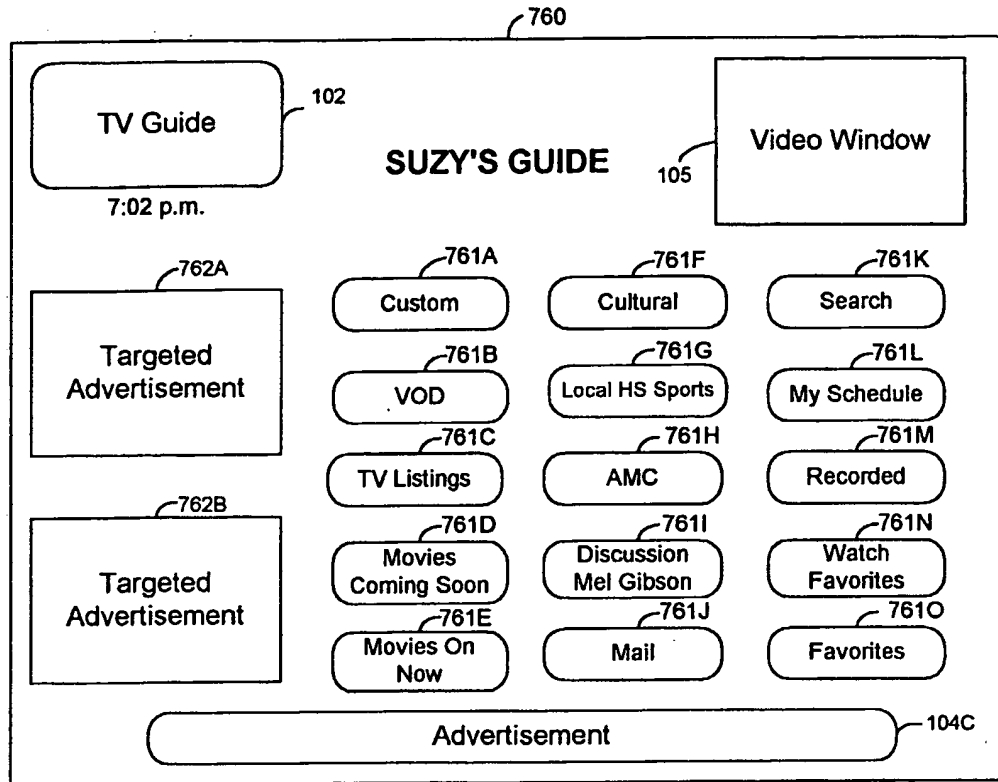 760
TV Guide
102
SUZY'S GUIDE
105
Video Window
7:02 p.m.
762A
Targeted
Advertisement
762B
Targeted
Advertisement
761A
Custom
761B
VOD
761C
TV Listings
761D
Movies
Coming Soon
761E
Movies On
Now
761F
Cultural
761G
Local HS Sports
761H
AMC
761I
Discussion
Mel Gibson
761J
Mail
761K
Search
761L
My Schedule
761M
Recorded
761N
Watch
Favorites
761O
Favorites
Advertisement
104C